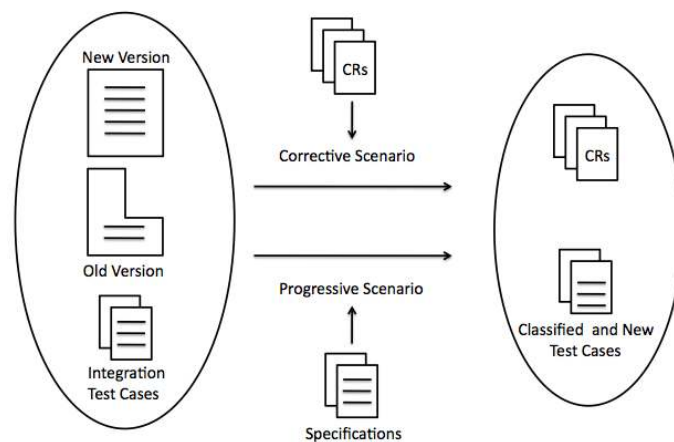 New Version
Old Version
Integration
Test Cases
CRs
Corrective Scenario
Progressive Scenario
Specifications
CRs
Classified and New
Test Cases